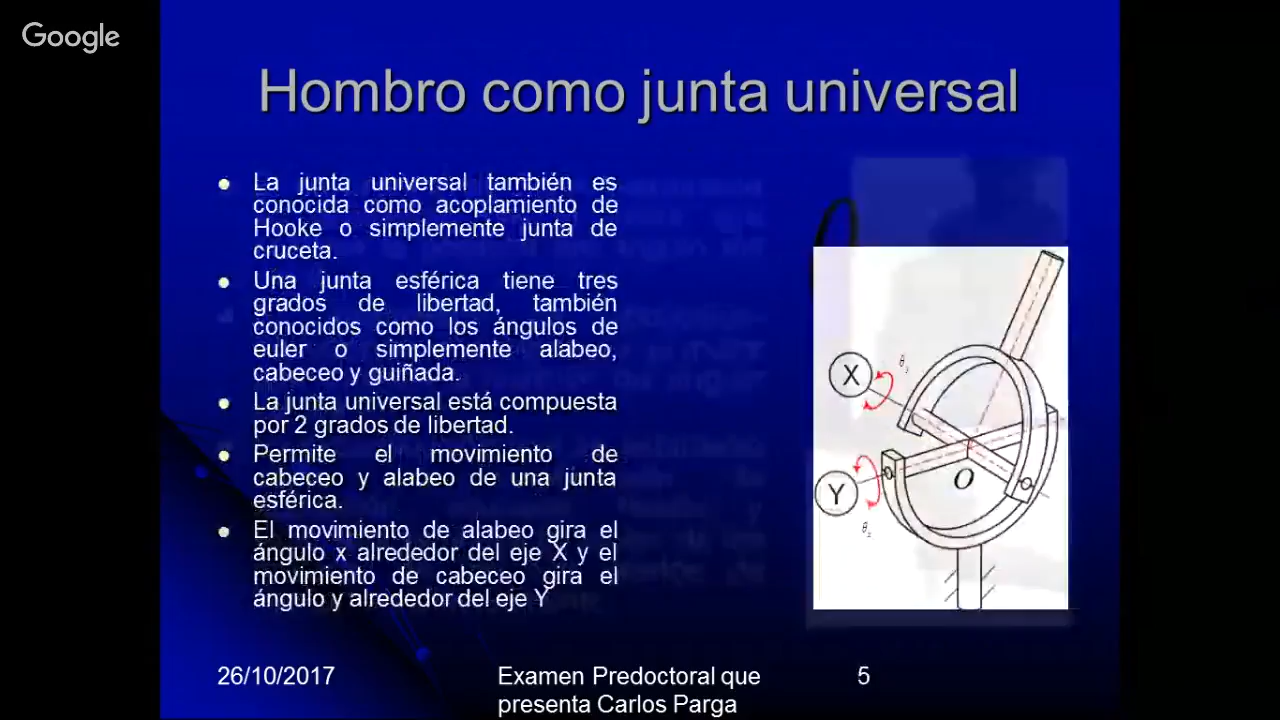 Google
Hombro como junta universal
La junta universal también es
conocida como acoplamiento de
Hooke o simplemente junta de
cruceta.
Una junta esférica tiene tres
grados de libertad, también
conocidos como los ángulos de
euler o simplemente alabeo,
cabeceo y guiñada.
La junta universal está compuesta
por 2 grados de libertad.
Permite el movimiento de
cabeceo y alabeo de una junta
esférica.
El movimiento de alabeo gira el
ángulo x alrededor del eje X y el
movimiento de cabeceo gira el
ángulo y alrededor del eje Y
X
θ₁
Y
θ₂
O
26/10/2017
Examen Predoctoral que
presenta Carlos Parga
5